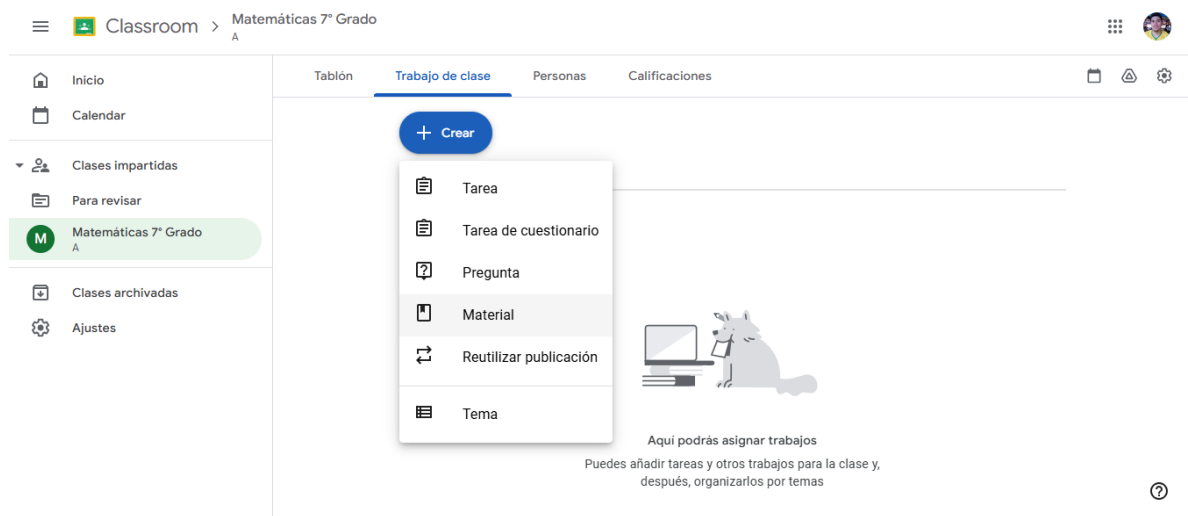 Classroom > Matemáticas 7° Grado
A
Inicio
Calendar
Clases impartidas
Para revisar
M Matemáticas 7° Grado
A
Clases archivadas
Ajustes
Tablón Trabajo de clase Personas Calificaciones
+ Crear
Tarea
Tarea de cuestionario
Pregunta
Material
Reutilizar publicación
Tema
Aquí podrás asignar trabajos
Puedes añadir tareas y otros trabajos para la clase y,
después, organizarlos por temas